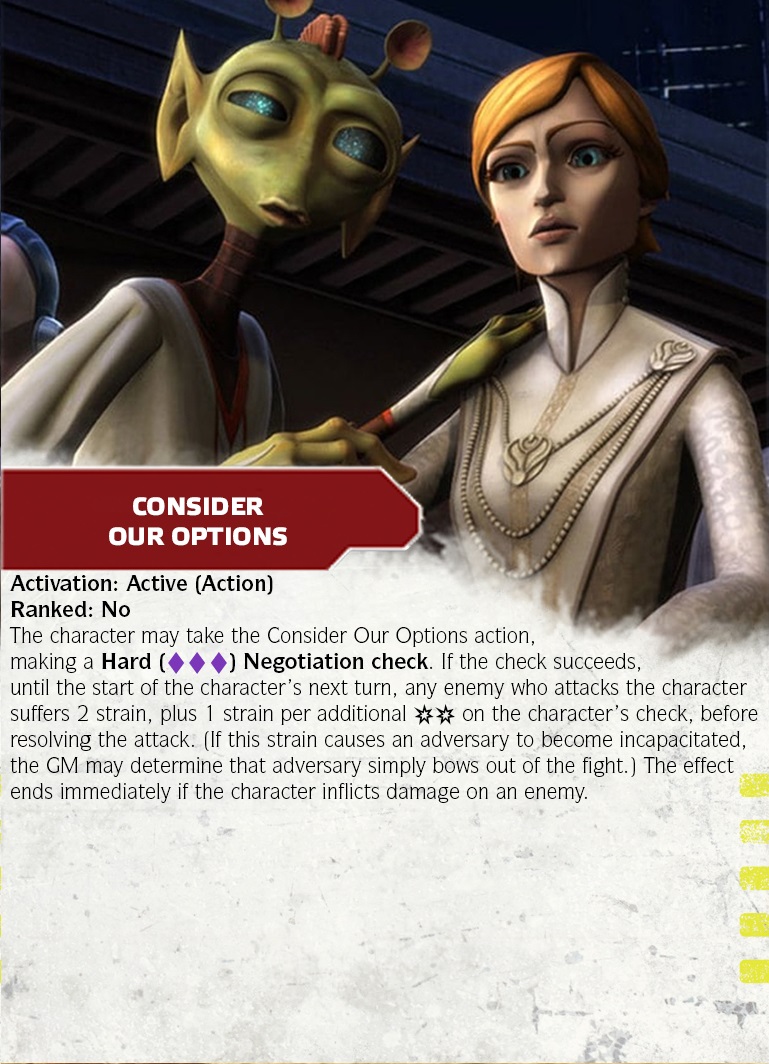 CONSIDER
OUR OPTIONS
Activation: Active (Action)
Ranked: No
The character may take the Consider Our Options action,
making a Hard (♦♦♦) Negotiation check. If the check succeeds,
until the start of the character's next turn, any enemy who attacks the character
suffers 2 strain, plus 1 strain per additional ✲✲ on the character's check, before
resolving the attack. (If this strain causes an adversary to become incapacitated,
the GM may determine that adversary simply bows out of the fight.) The effect
ends immediately if the character inflicts damage on an enemy.